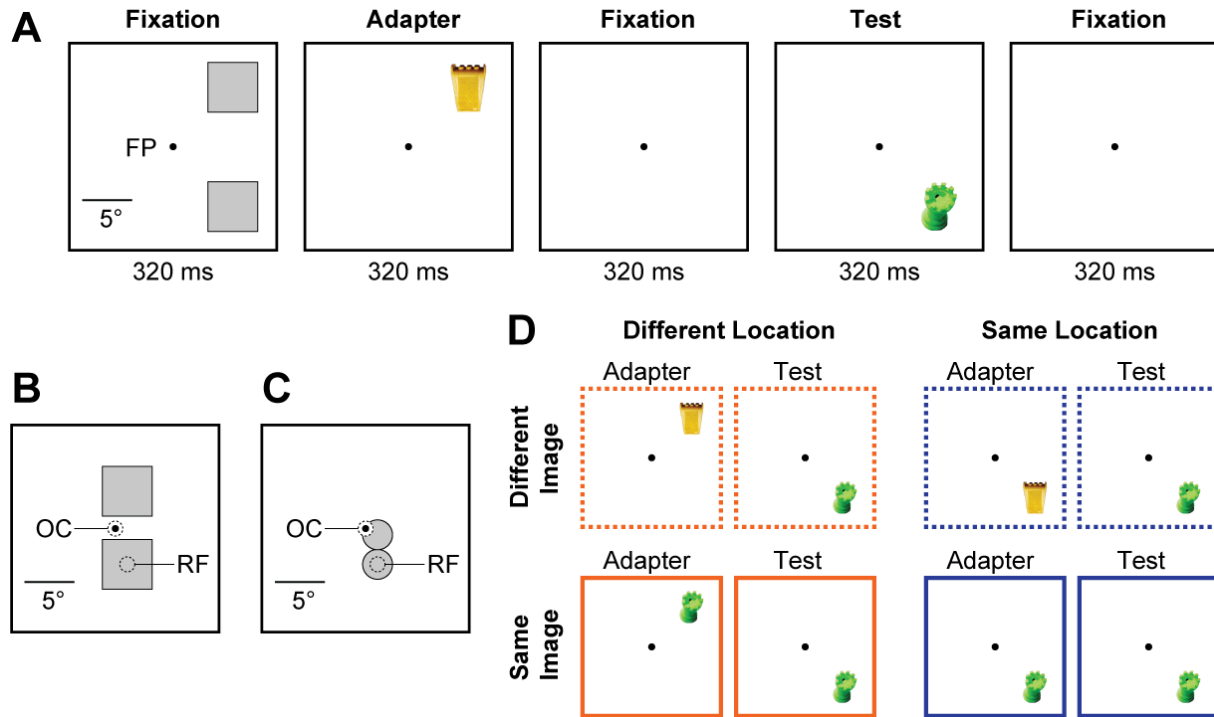 A
Fixation
Adapter
Fixation
Test
Fixation
FP
5°
320 ms
320 ms
320 ms
320 ms
320 ms
B
OC
RF
5°
C
OC
RF
5°
D
Different Location
Same Location
Different
Image
Adapter
Test
Adapter
Test
Same
Image
Adapter
Test
Adapter
Test